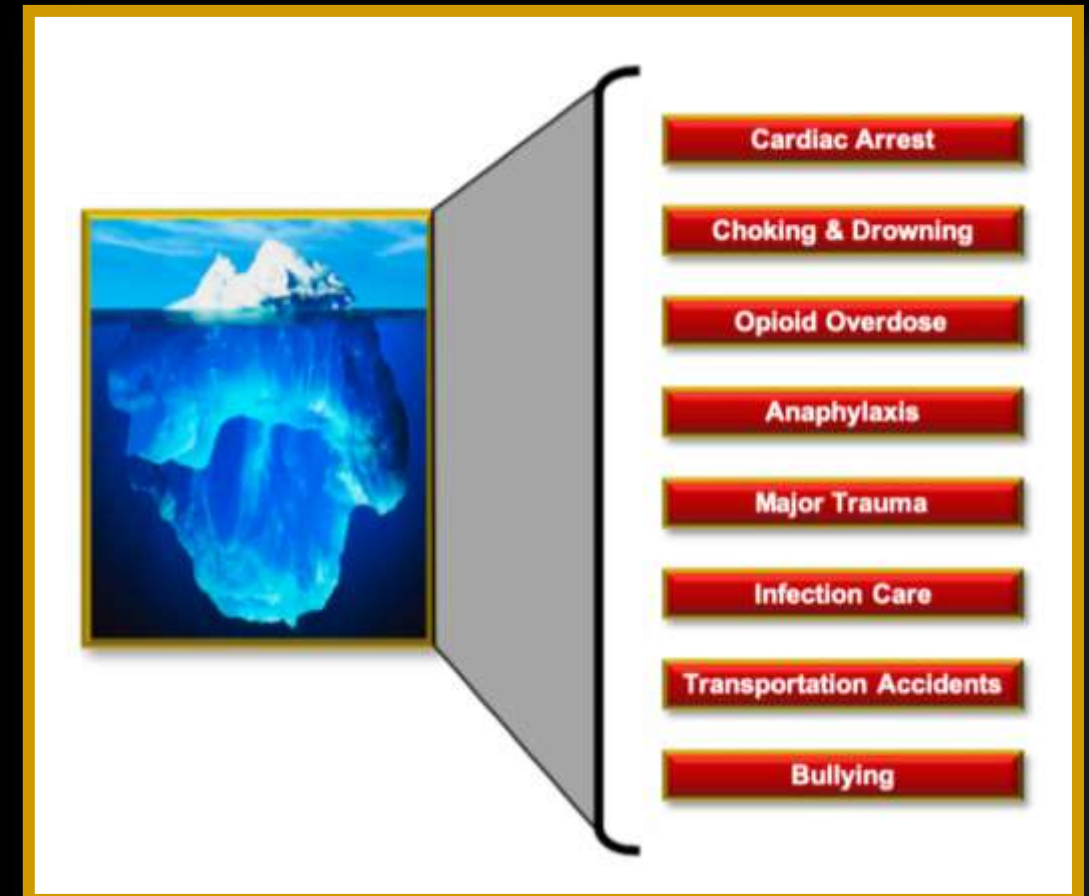 Cardiac Arrest
Choking & Drowning
Opioid Overdose
Anaphylaxis
Major Trauma
Infection Care
Transportation Accidents
Bullying